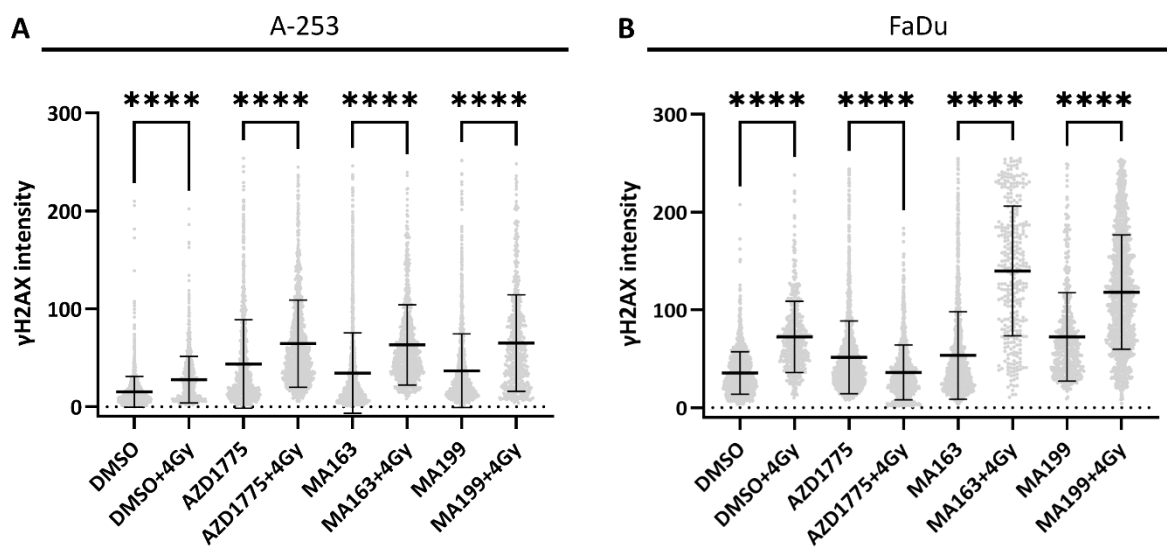 A
A-253
**** **** **** ****
γH2AX intensity
300
200
100
0
DMSO
DMSO+4Gy
AZD1775
AZD1775+4Gy
MA163
MA163+4Gy
MA199
MA199+4Gy
B
FaDu
**** **** **** ****
γH2AX intensity
300
200
100
0
DMSO
DMSO+4Gy
AZD1775
AZD1775+4Gy
MA163
MA163+4Gy
MA199
MA199+4Gy